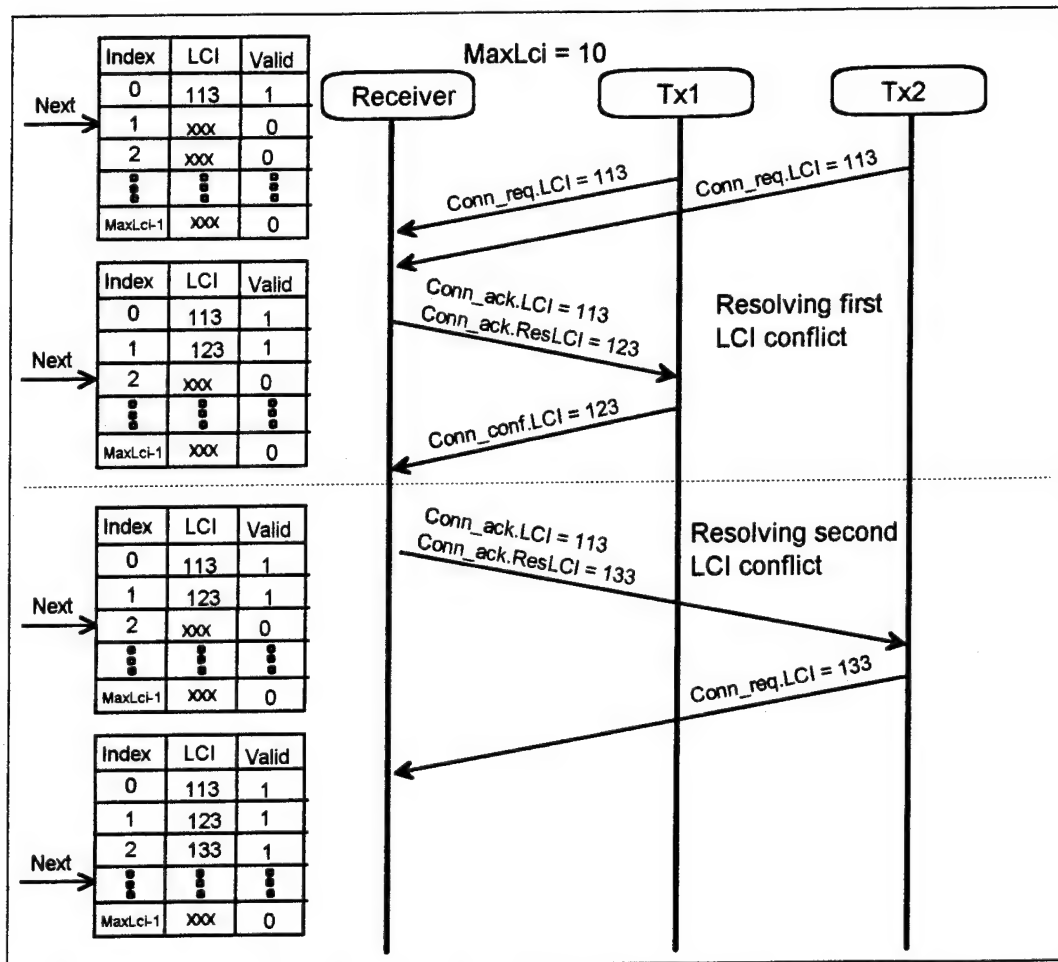 MaxLci = 10
Receiver
Tx1
Tx2
Index LCI Valid
0 113 1
Next
1 xxx 0
2 xxx 0
MaxLci-1 xxx 0
Conn_req.LCI = 113
Conn_req.LCI = 113
Index LCI Valid
0 113 1
1 123 1
Next
2 xxx 0
MaxLci-1 xxx 0
Conn_ack.LCI = 113
Conn_ack.ResLCI = 123
Resolving first
LCI conflict
Conn_conf.LCI = 123
Index LCI Valid
0 113 1
1 123 1
Next
2 xxx 0
MaxLci-1 xxx 0
Conn_ack.LCI = 113
Conn_ack.ResLCI = 133
Resolving second
LCI conflict
Conn_req.LCI = 133
Index LCI Valid
0 113 1
1 123 1
2 133 1
Next
MaxLci-1 xxx 0